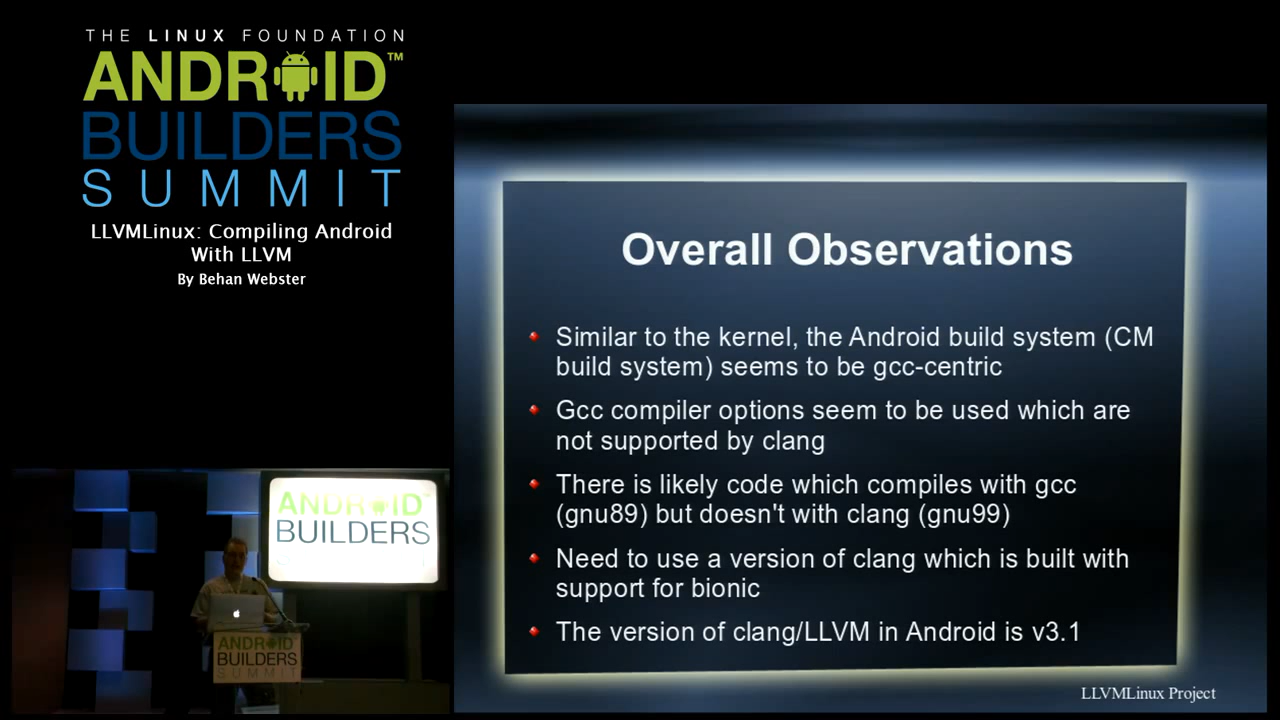 THE LINUX FOUNDATION
ANDROID™
BUILDERS
SUMMIT
LLVMLinux: Compiling Android
With LLVM
By Behan Webster
Overall Observations
Similar to the kernel, the Android build system (CM
build system) seems to be gcc-centric
Gcc compiler options seem to be used which are
not supported by clang
There is likely code which compiles with gcc
(gnu89) but doesn't with clang (gnu99)
Need to use a version of clang which is built with
support for bionic
The version of clang/LLVM in Android is v3.1
LLVMLinux Project
ANDROID™
BUILDERS
ANDROID
BUILDERS
SUMMIT